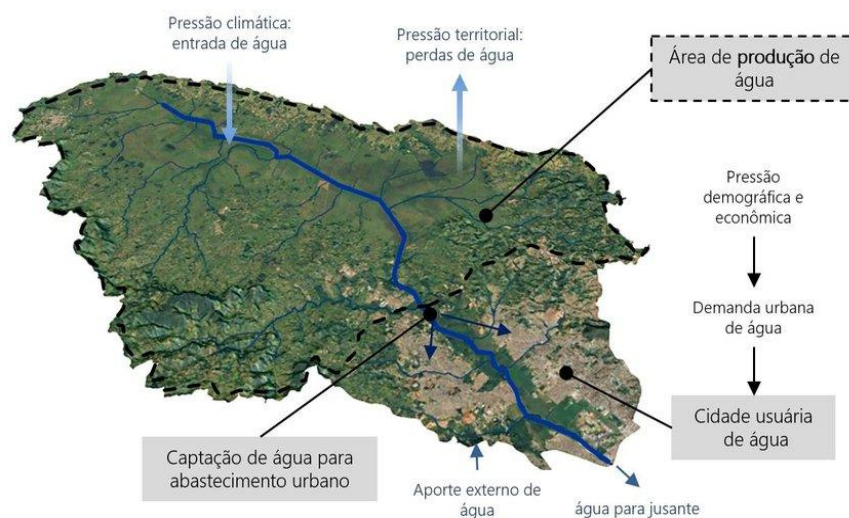 Pressão climática:
entrada de água
Pressão territorial:
perdas de água
Área de produção de
água
Pressão
demográfica e
econômica
Demanda urbana
de água
Cidade usuária
de água
Captação de água para
abastecimento urbano
Aporte externo de
água
água para jusante